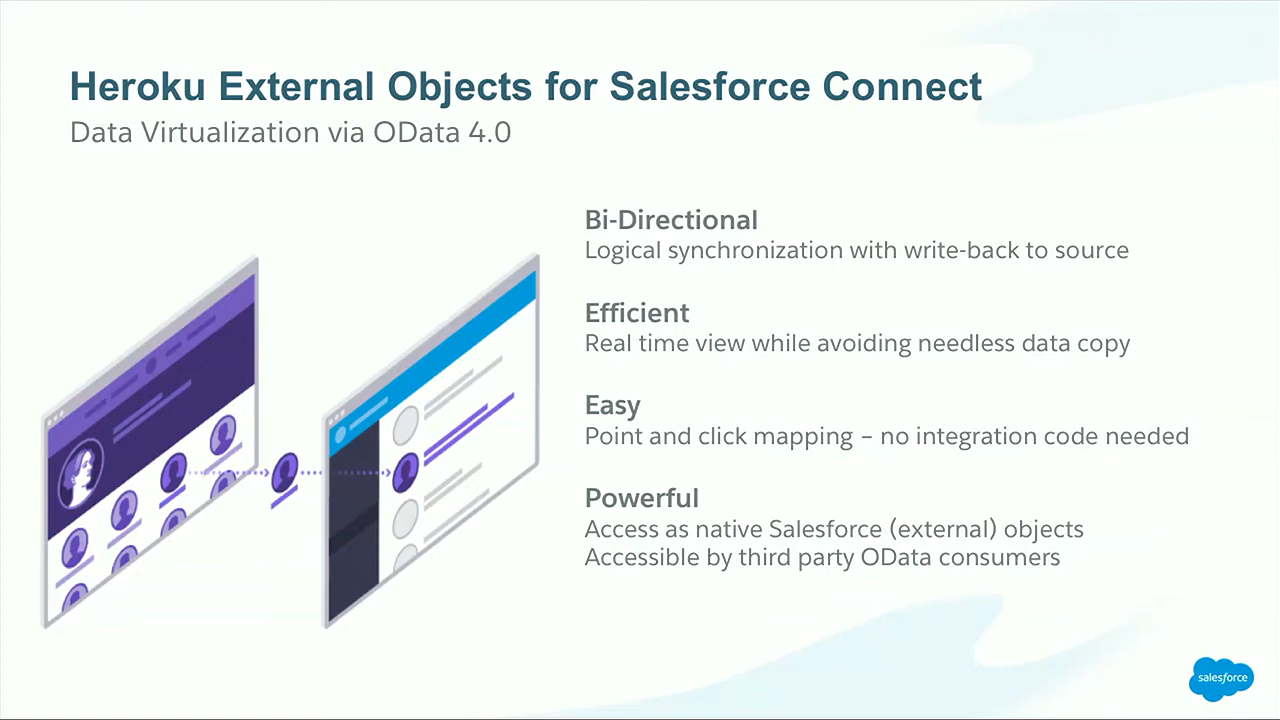 Heroku External Objects for Salesforce Connect
Data Virtualization via OData 4.0
Bi-Directional
Logical synchronization with write-back to source
Efficient
Real time view while avoiding needless data copy
Easy
Point and click mapping – no integration code needed
Powerful
Access as native Salesforce (external) objects
Accessible by third party OData consumers
salesforce